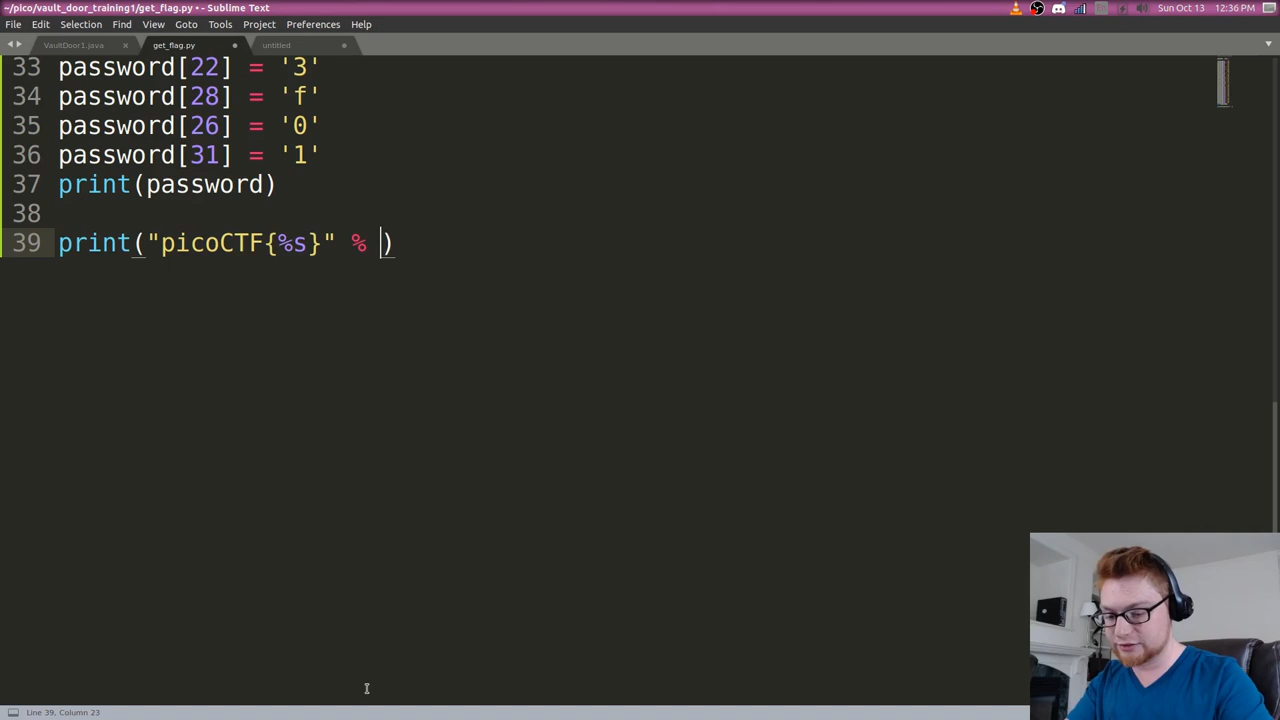 ~/pico/vault_door_training1/get_flag.py • - Sublime Text
Sun Oct 13 12:36 PM
File Edit Selection View Goto Tools Project Preferences Help
VaultDoor1.java × get_flag.py untitled
33 password[22] = '3'
34 password[28] = 'f'
35 password[26] = '0'
36 password[31] = '1'
37 print(password)
38
39 print("picoCTF{%s}" % )
Line 39, Column 23